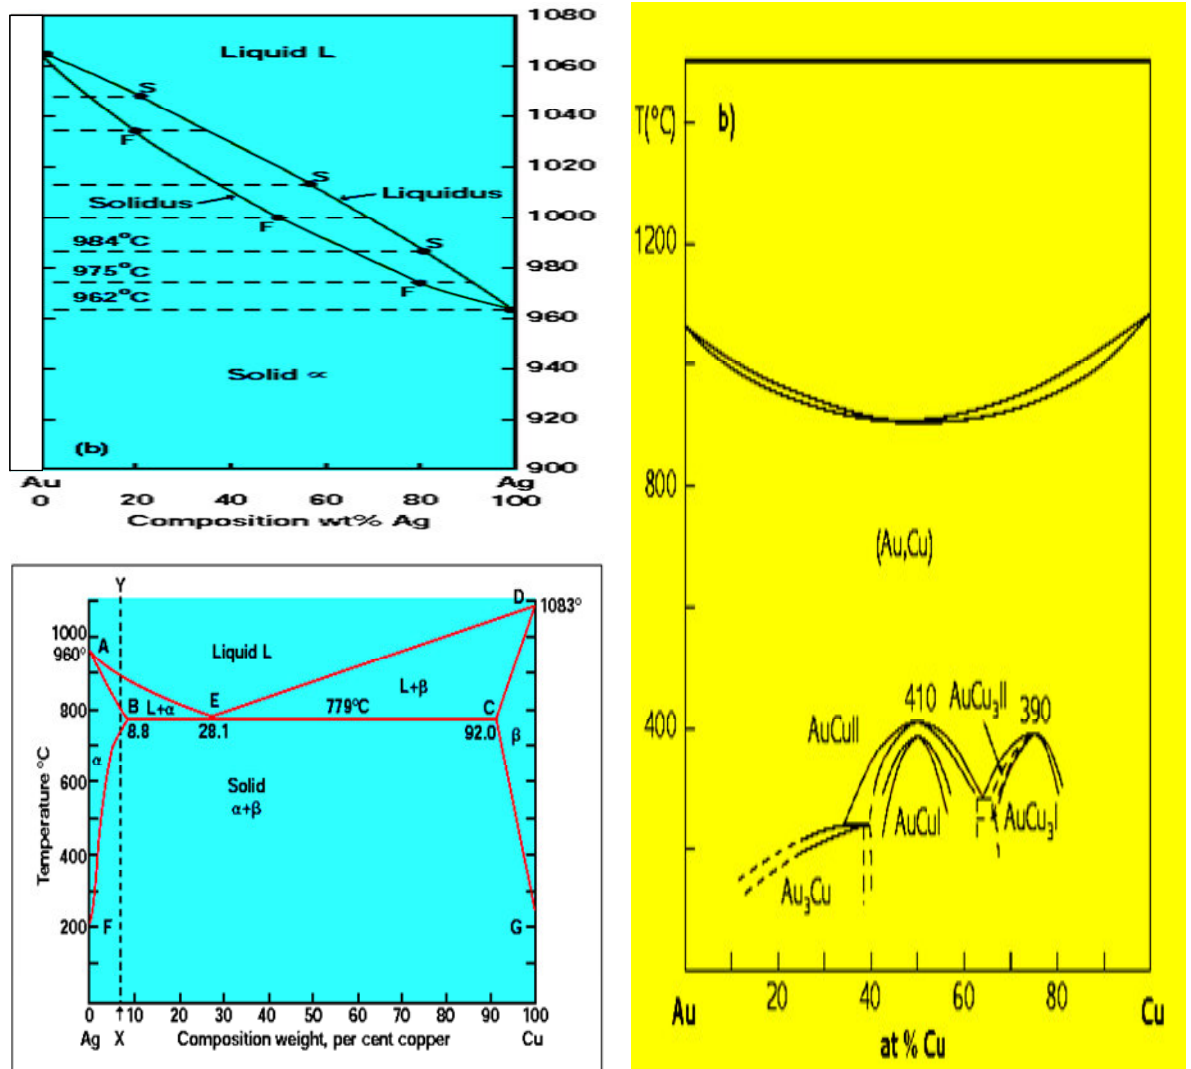 1080
Liquid L
1060
S
1040
F
1020
S
Solidus
Liquidus
1000
F
984°C
S
980
975°C
F
962°C
960
Solid ∝
940
920
(b)
900
Au
Ag
0 20 40 60 80 100
Composition wt% Ag
Y
D
1083°
1000
A
960°
Liquid L
L+β
E
800
B L+α
779°C
C
8.8
28.1
92.0
β
α
600
Solid
α+β
Temperature °C
400
200
F
G
0 10 20 30 40 50 60 70 80 90 100
Ag X Composition weight, per cent copper Cu
T(°C)
b)
1200
800
(Au,Cu)
410
AuCu₃II
390
400
AuCuII
AuCuI
AuCu₃I
Au₃Cu
20 40 60 80
Au
Cu
at % Cu